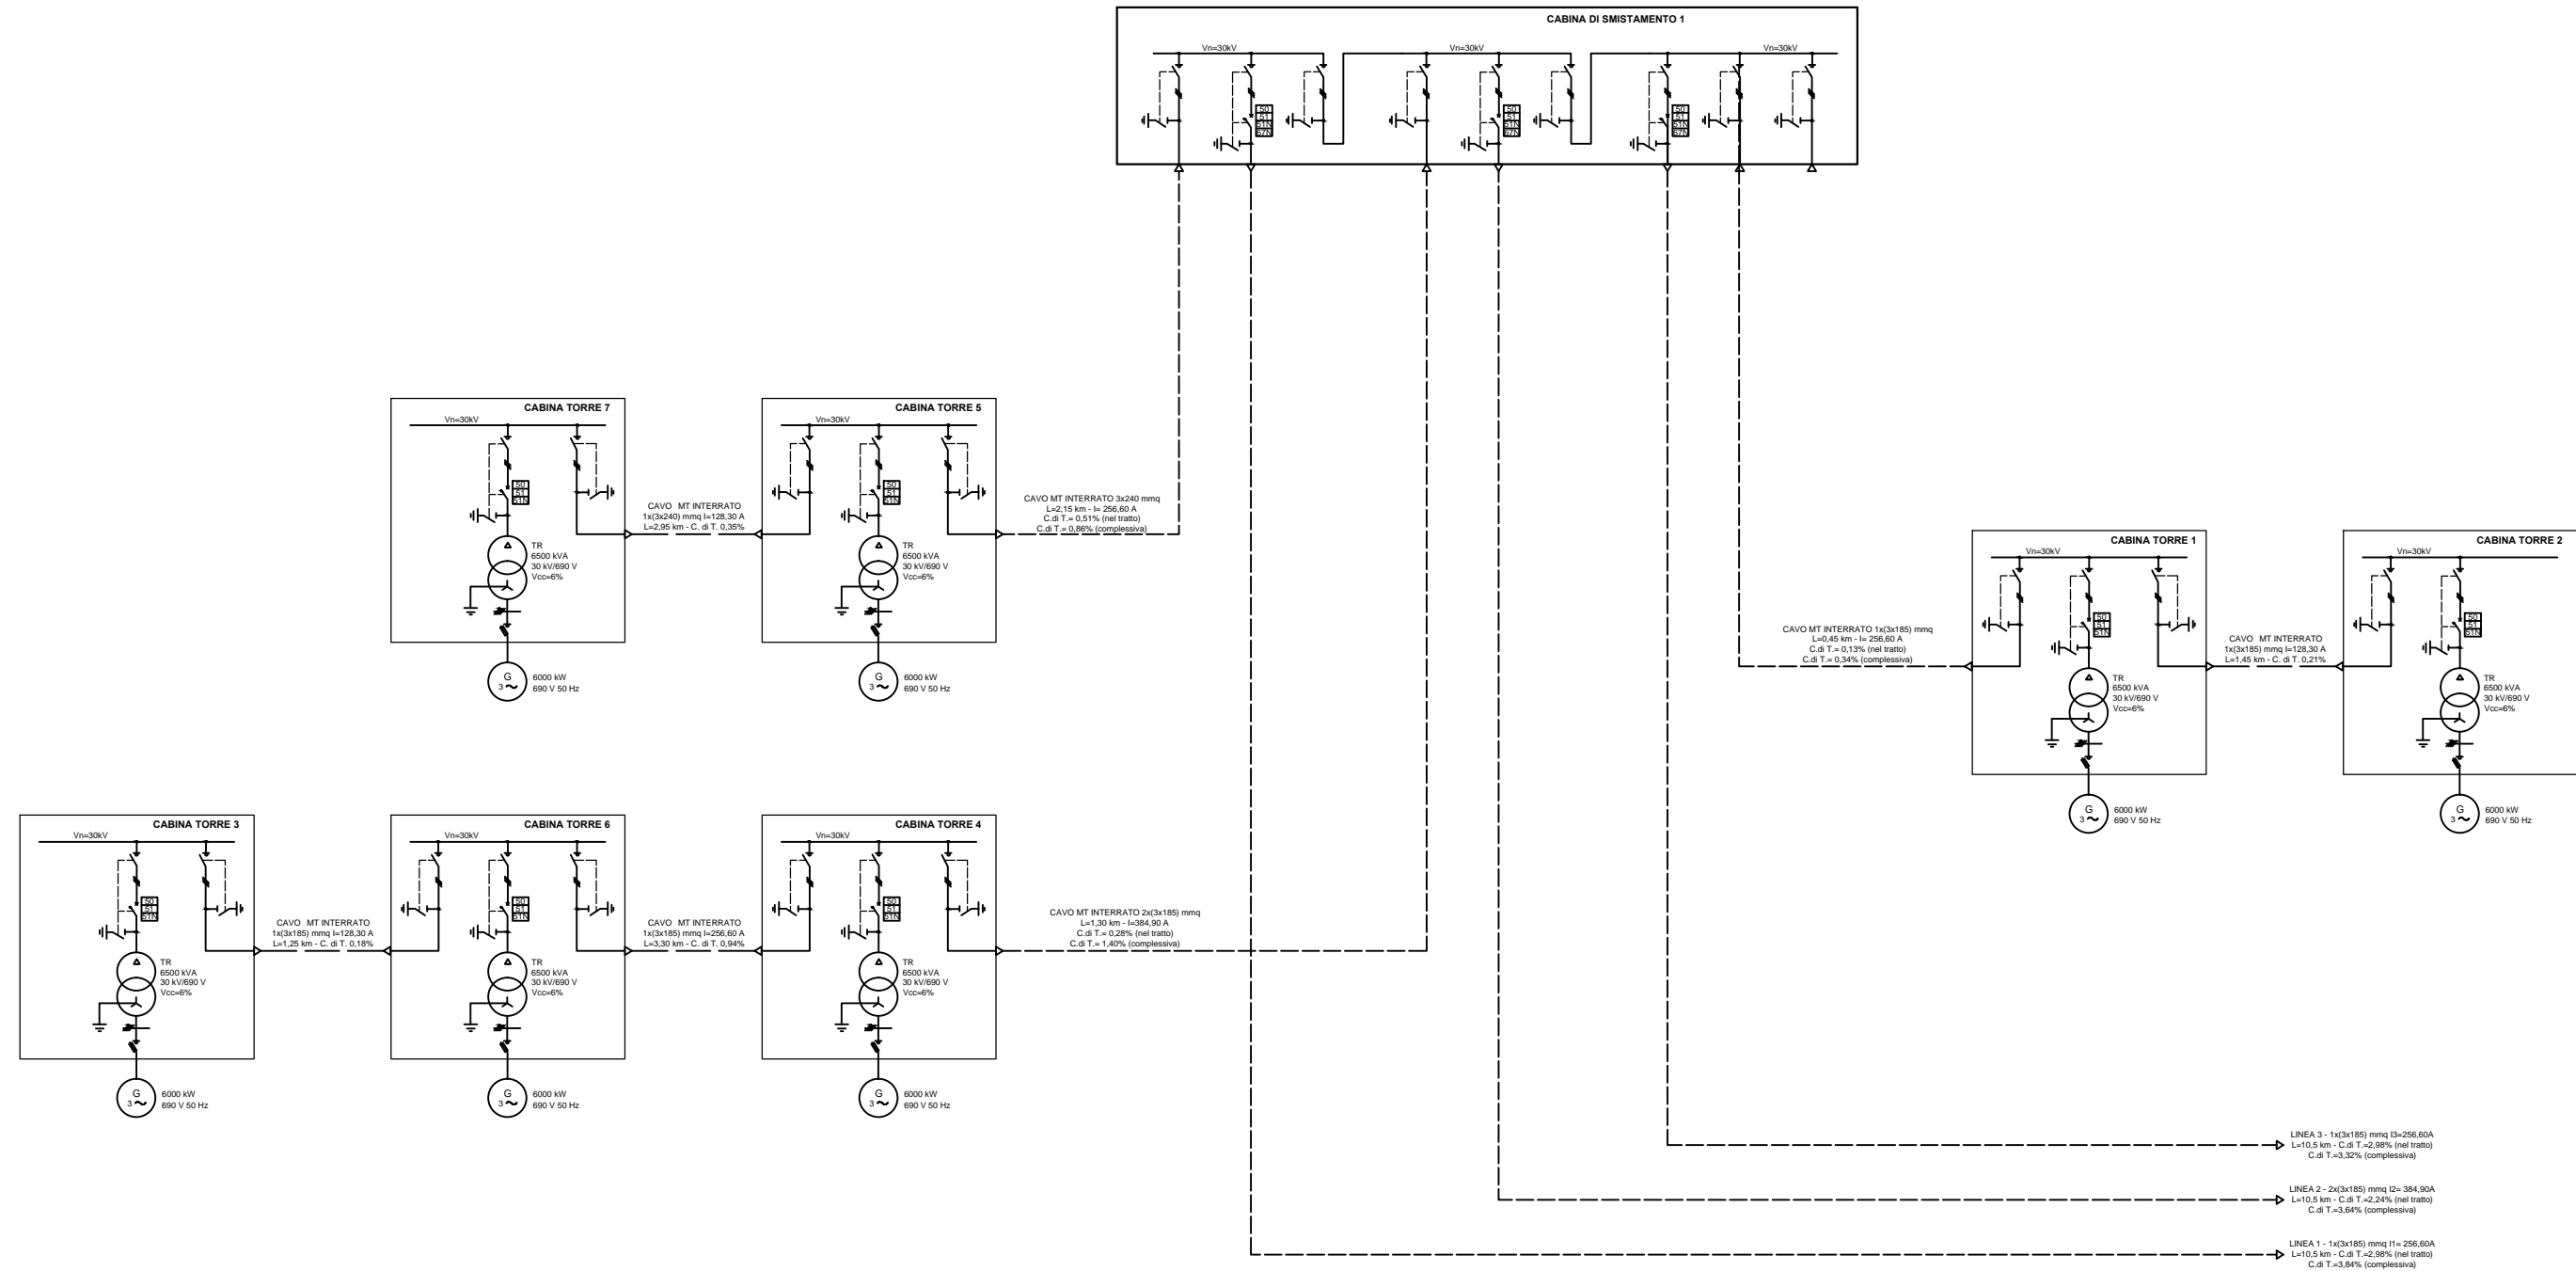 CABINA DI SMISTAMENTO 1
Vn=30kV
Vn=30kV
Vn=30kV
50
51
51N
67N
50
51
51N
67N
50
51
51N
67N
CABINA TORRE 7
Vn=30kV
50
51
51N
TR
6500 kVA
30 kV/690 V
Vcc=6%
G
3
6000 kW
690 V 50 Hz
CAVO MT INTERRATO
1x(3x240) mmq I=128,30 A
L=2,95 km - C. di T. 0,35%
CABINA TORRE 5
Vn=30kV
50
51
51N
TR
6500 kVA
30 kV/690 V
Vcc=6%
G
3
6000 kW
690 V 50 Hz
CAVO MT INTERRATO 3x240 mmq
L=2,15 km - I= 256,60 A
C.di T.= 0,51% (nel tratto)
C.di T.= 0,86% (complessiva)
CAVO MT INTERRATO 1x(3x185) mmq
L=0,45 km - I= 256,60 A
C.di T.= 0,13% (nel tratto)
C.di T.= 0,34% (complessiva)
CABINA TORRE 1
Vn=30kV
50
51
51N
TR
6500 kVA
30 kV/690 V
Vcc=6%
G
3
6000 kW
690 V 50 Hz
CAVO MT INTERRATO
1x(3x185) mmq I=128,30 A
L=1,45 km - C. di T. 0,21%
CABINA TORRE 2
Vn=30kV
50
51
51N
TR
6500 kVA
30 kV/690 V
Vcc=6%
G
3
6000 kW
690 V 50 Hz
CABINA TORRE 3
Vn=30kV
50
51
51N
TR
6500 kVA
30 kV/690 V
Vcc=6%
G
3
6000 kW
690 V 50 Hz
CAVO MT INTERRATO
1x(3x185) mmq I=128,30 A
L=1,25 km - C. di T. 0,18%
CABINA TORRE 6
Vn=30kV
50
51
51N
TR
6500 kVA
30 kV/690 V
Vcc=6%
G
3
6000 kW
690 V 50 Hz
CAVO MT INTERRATO
1x(3x185) mmq I=256,60 A
L=3,30 km - C. di T. 0,94%
CABINA TORRE 4
Vn=30kV
50
51
51N
TR
6500 kVA
30 kV/690 V
Vcc=6%
G
3
6000 kW
690 V 50 Hz
CAVO MT INTERRATO 2x(3x185) mmq
L=1,30 km - I=384,90 A
C.di T.= 0,28% (nel tratto)
C.di T.= 1,40% (complessiva)
LINEA 3 - 1x(3x185) mmq I3=256,60A
L=10,5 km - C.di T.=2,98% (nel tratto)
C.di T.=3,32% (complessiva)
LINEA 2 - 2x(3x185) mmq I2= 384,90A
L=10,5 km - C.di T.=2,24% (nel tratto)
C.di T.=3,64% (complessiva)
LINEA 1 - 1x(3x185) mmq I1= 256,60A
L=10,5 km - C.di T.=2,98% (nel tratto)
C.di T.=3,84% (complessiva)